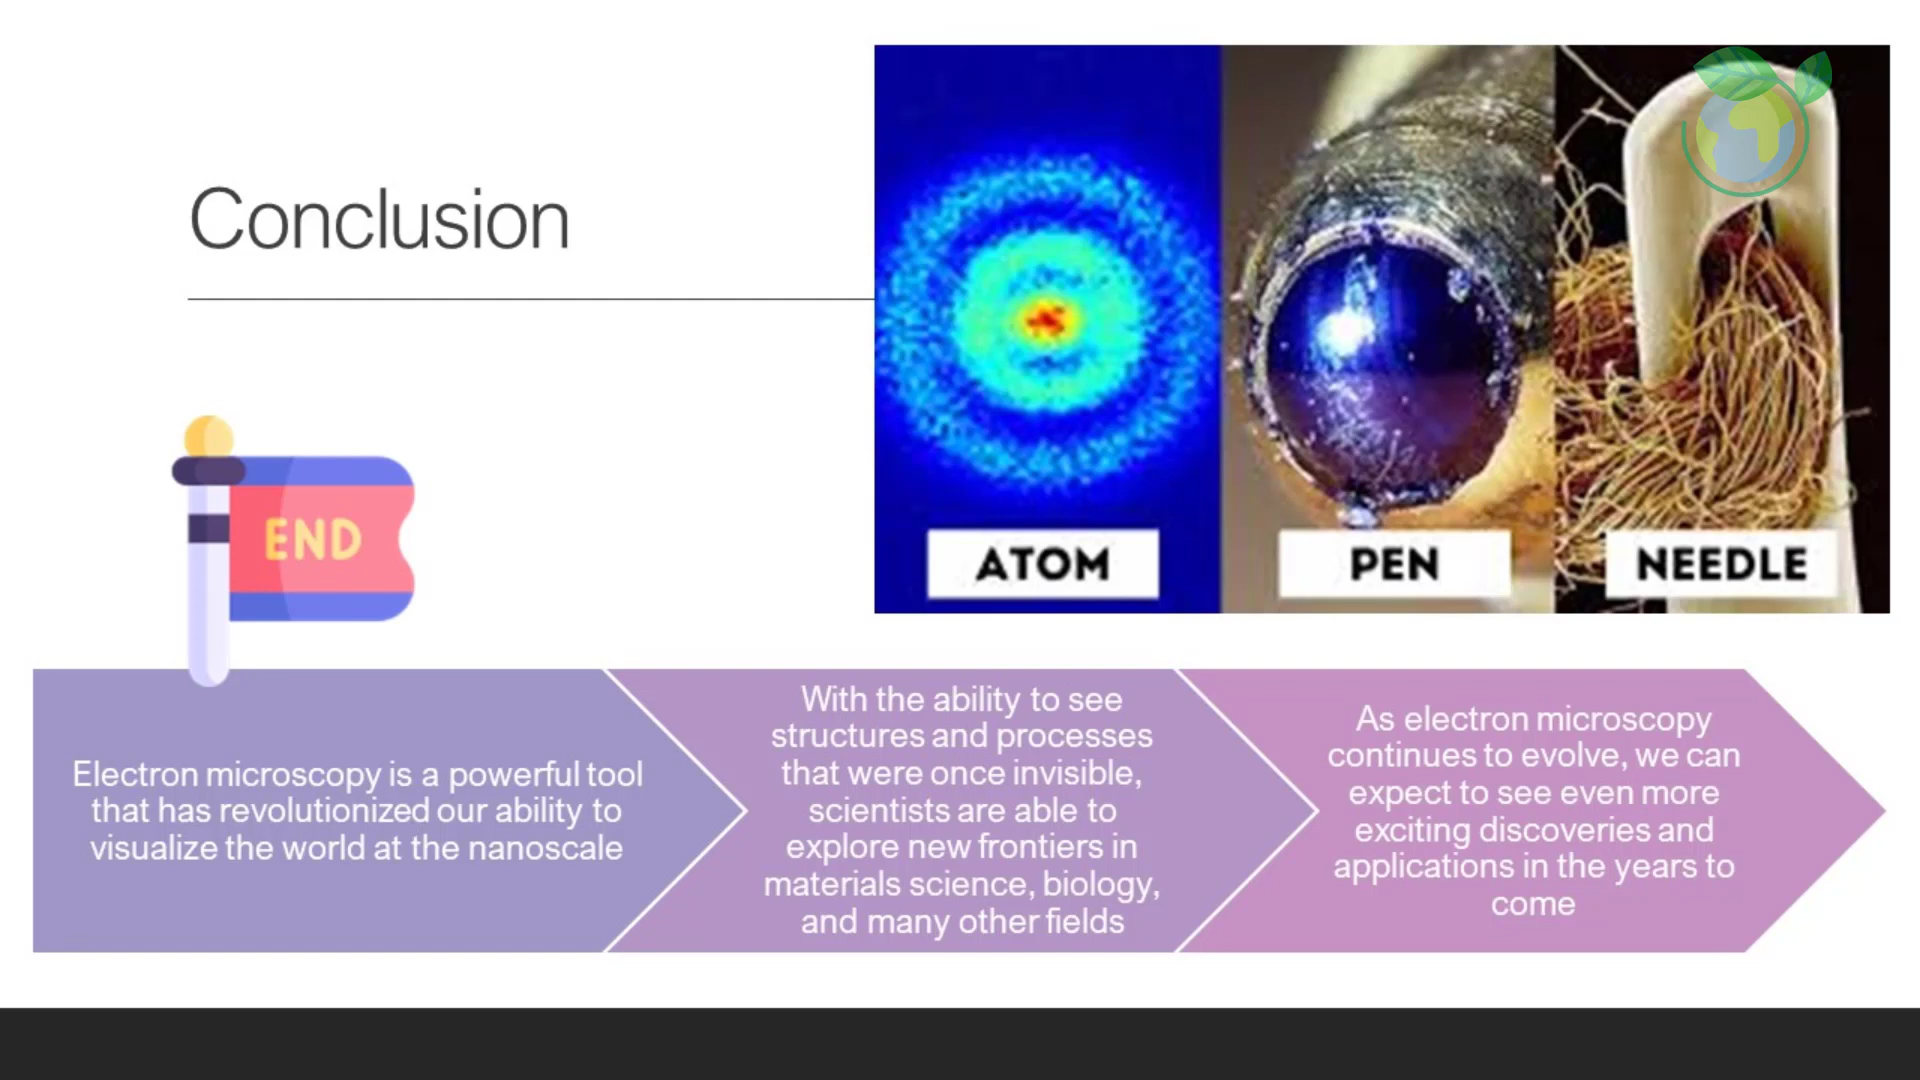 Conclusion
ATOM
PEN
NEEDLE
END
Electron microscopy is a powerful tool
that has revolutionized our ability to
visualize the world at the nanoscale
With the ability to see
structures and processes
that were once invisible,
scientists are able to
explore new frontiers in
materials science, biology,
and many other fields
As electron microscopy
continues to evolve, we can
expect to see even more
exciting discoveries and
applications in the years to
come